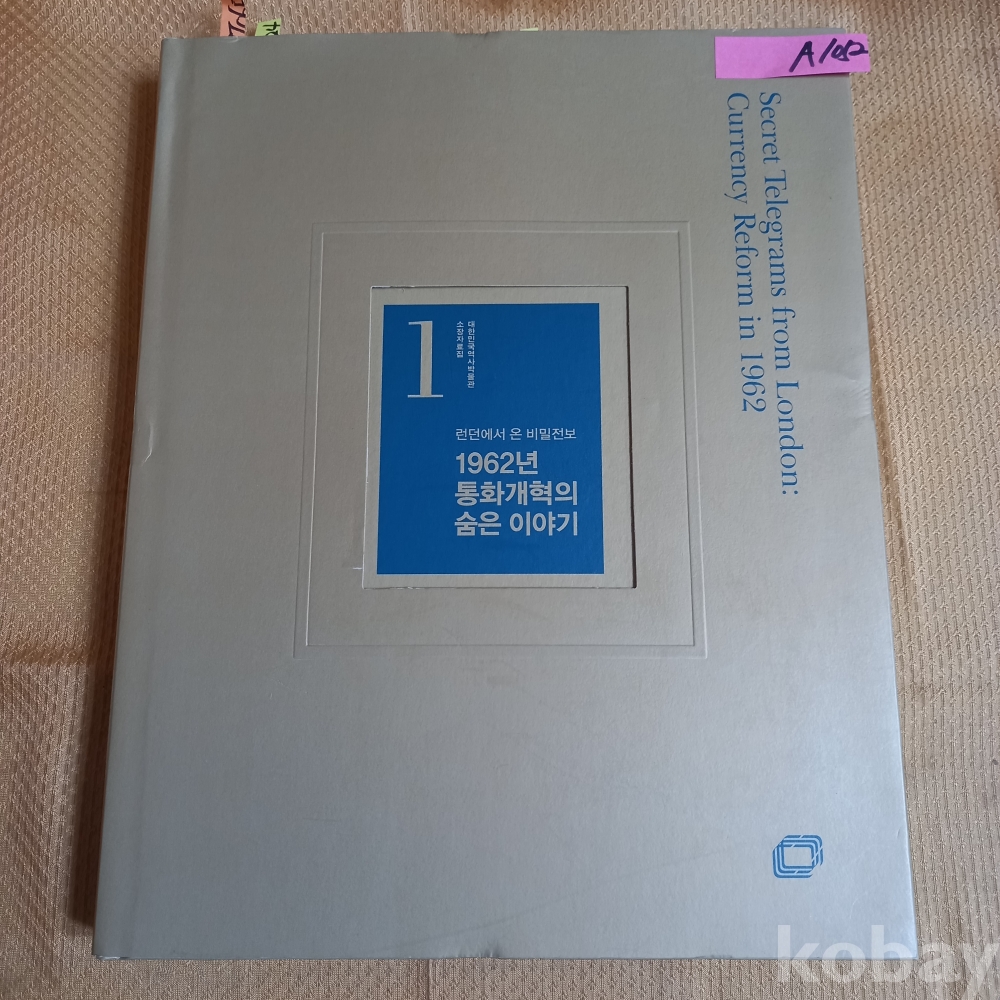 A1082
Secret Telegrams from London:
Currency Reform in 1962
1
대한민국역사박물관
소장자료집
런던에서 온 비밀전보
1962년
통화개혁의
숨은 이야기
kobay